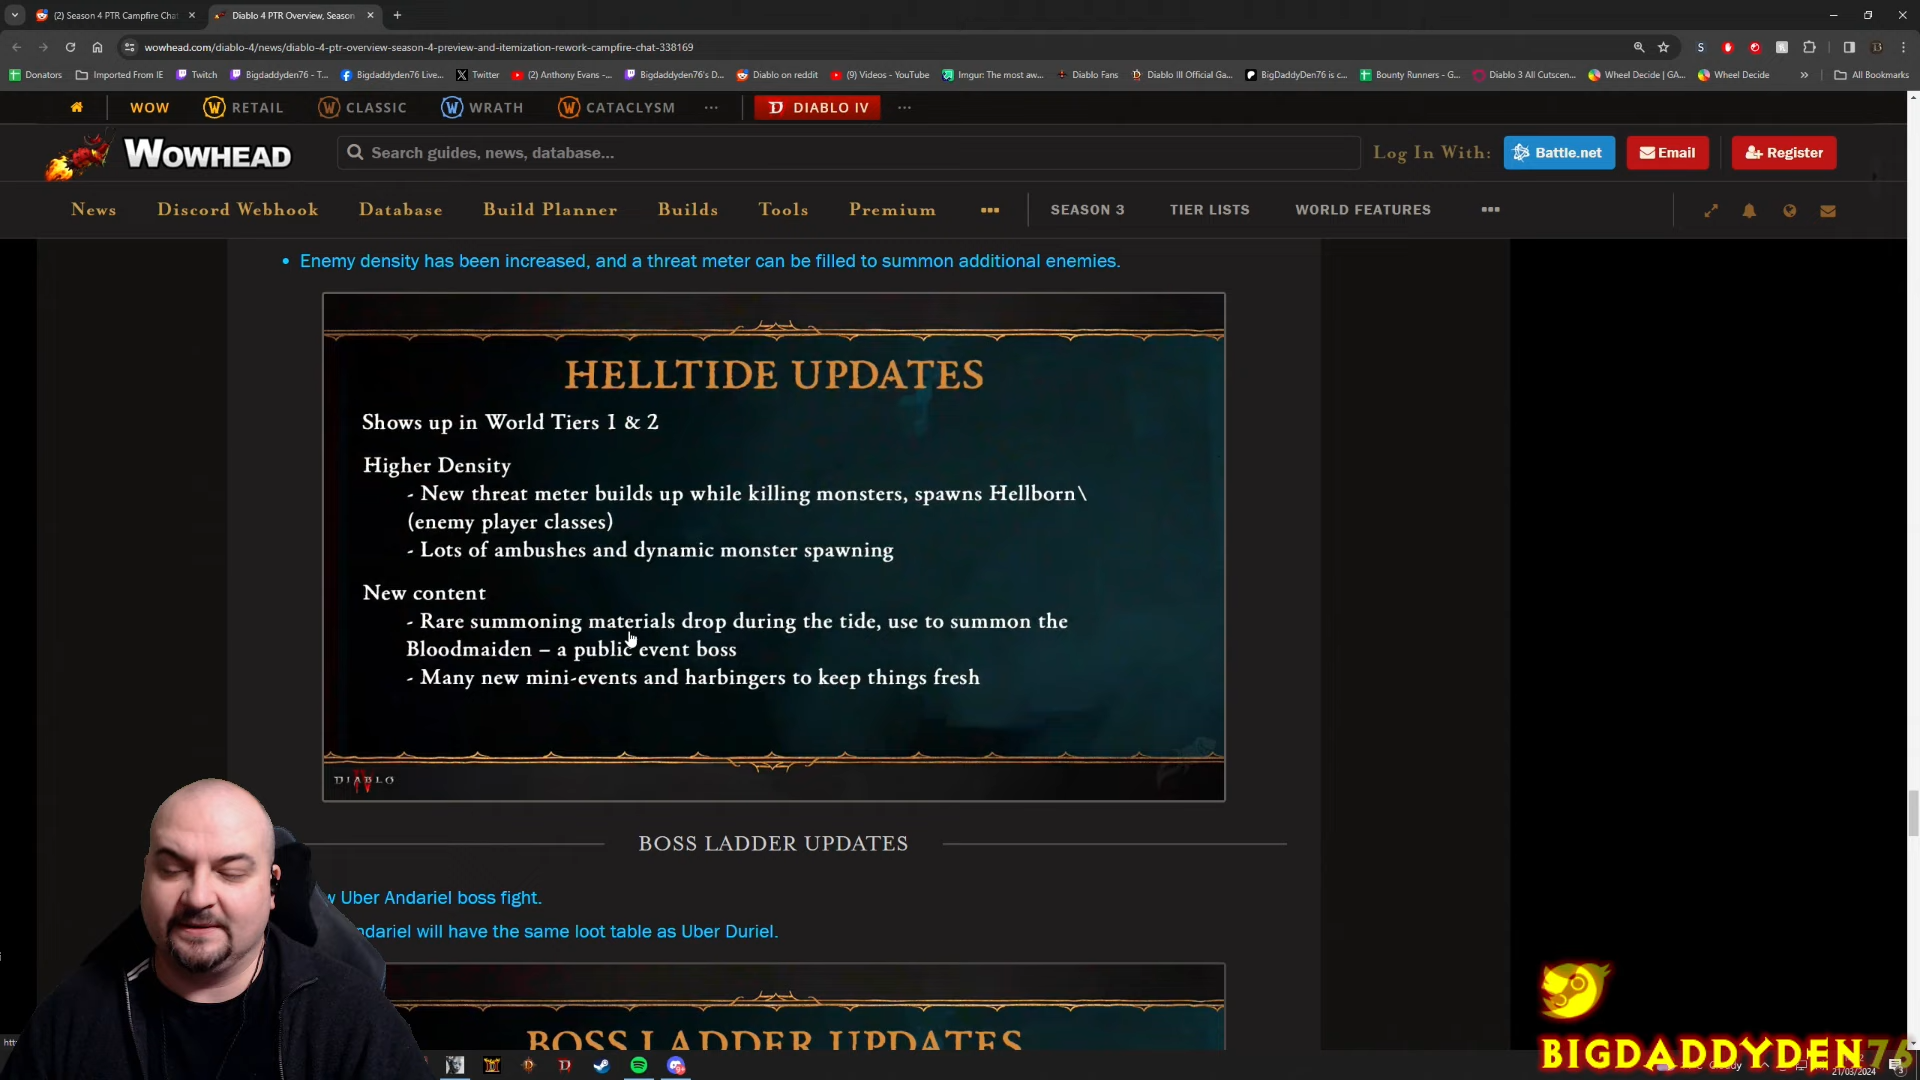 (2) Season 4 PTR Campfire Cha
Diablo 4 PTR Overview, Season
wowhead.com/diablo-4/news/diablo-4-ptr-overview-season-4-preview-and-itemization-rework-campfire-chat-338169
Donators
Imported From IE
Twitch
Bigdaddyden76 - T...
Bigdaddyden76 Live...
Twitter
(2) Anthony Evans -...
Bigdaddyden76's D...
Diablo on reddit
(9) Videos - YouTube
Imgur: The most aw...
Diablo Fans
Diablo III Official Ga...
BigDaddyDen76 is c...
Bounty Runners - G...
Diablo 3 All Cutscen...
Wheel Decide | GA...
Wheel Decide
All Bookmarks
WOW
RETAIL
CLASSIC
WRATH
CATACLYSM
DIABLO IV
WOWHEAD
Search guides, news, database...
Log In With:
Battle.net
Email
Register
News
Discord Webhook
Database
Build Planner
Builds
Tools
Premium
SEASON 3
TIER LISTS
WORLD FEATURES
• Enemy density has been increased, and a threat meter can be filled to summon additional enemies.
HELLTIDE UPDATES
Shows up in World Tiers 1 & 2
Higher Density
- New threat meter builds up while killing monsters, spawns Hellborn\
(enemy player classes)
- Lots of ambushes and dynamic monster spawning
New content
- Rare summoning materials drop during the tide, use to summon the
Bloodmaiden – a public event boss
- Many new mini-events and harbingers to keep things fresh
DIABLO IV
BOSS LADDER UPDATES
w Uber Andariel boss fight.
ndariel will have the same loot table as Uber Duriel.
BOSS LADDER UPDATES
BIGDADDYDEN76
21/03/2024